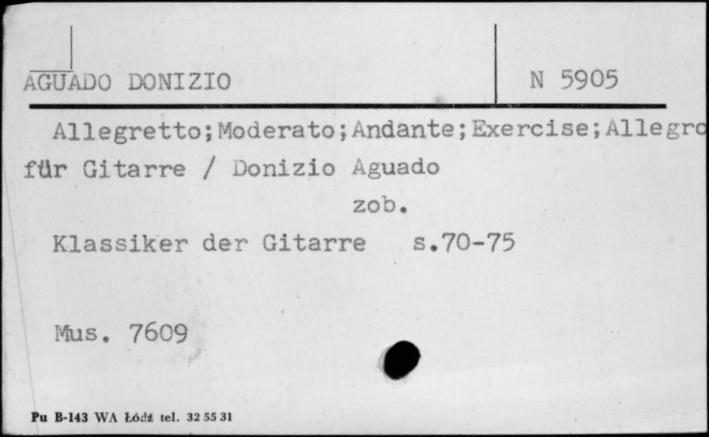 AGUADO DONIZIO N 5905
Allegretto;Moderato;Andante;Exercise;Allegro
für Gitarre / Donizio Aguado
zob.
Klassiker der Gitarre s.70-75
Mus. 7609
Pu B-143 WA Łódź tel. 32 55 31